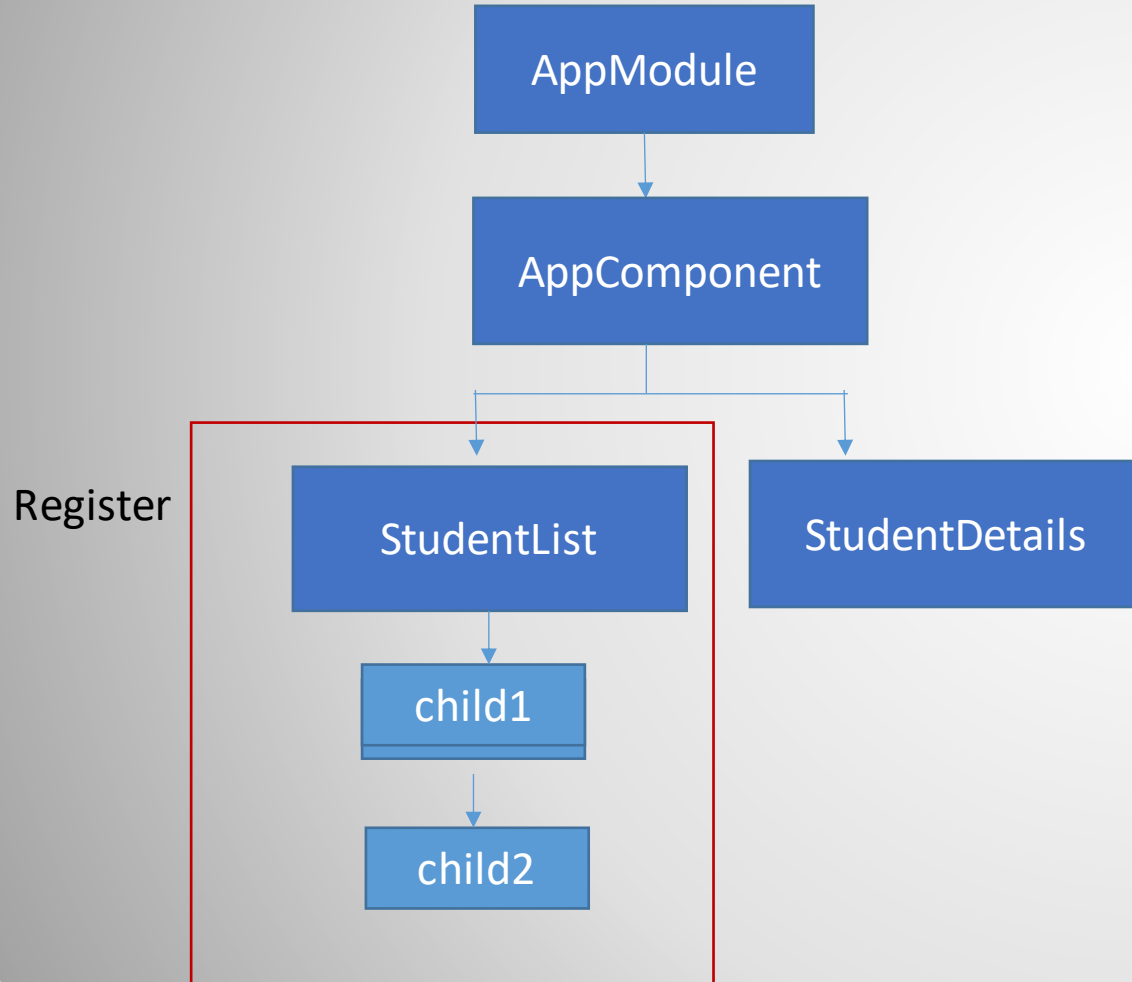 AppModule
AppComponent
Register
StudentList
StudentDetails
child1
child2